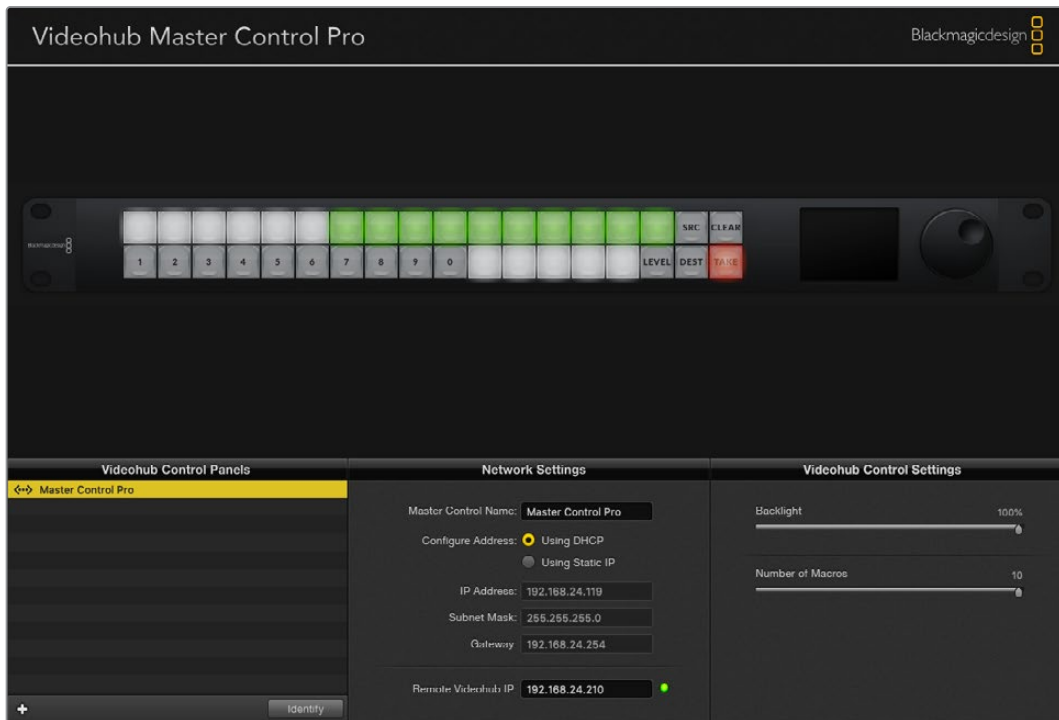 Videohub Master Control Pro
Blackmagicdesign
Blackmagicdesign
SRC CLEAR
1 2 3 4 5 6 7 8 9 0 LEVEL DEST TAKE
Videohub Control Panels
Master Control Pro
Identify
Network Settings
Master Control Name: Master Control Pro
Configure Address: Using DHCP
Using Static IP
IP Address: 192.168.24.119
Subnet Mask: 255.255.255.0
Gateway 192.168.24.254
Remote Videohub IP 192.168.24.210
Videohub Control Settings
Backlight 100%
Number of Macros 10